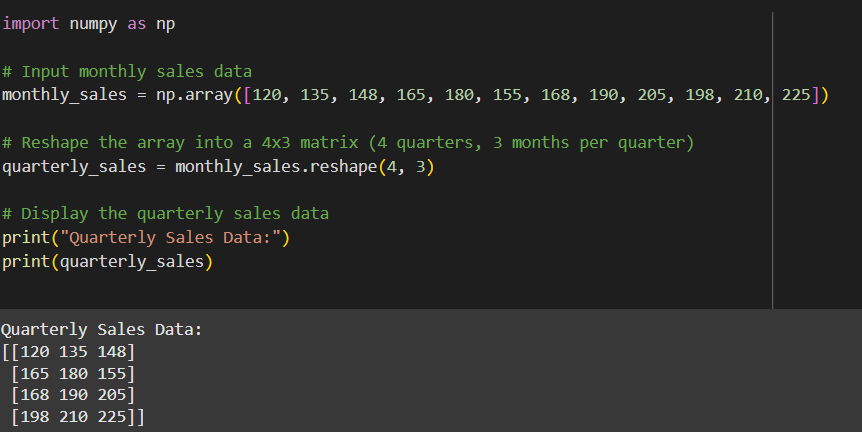 import numpy as np
# Input monthly sales data
monthly_sales = np.array([120, 135, 148, 165, 180, 155, 168, 190, 205, 198, 210, 225])
# Reshape the array into a 4x3 matrix (4 quarters, 3 months per quarter)
quarterly_sales = monthly_sales.reshape(4, 3)
# Display the quarterly sales data
print("Quarterly Sales Data:")
print(quarterly_sales)
Quarterly Sales Data:
[[120 135 148]
 [165 180 155]
 [168 190 205]
 [198 210 225]]